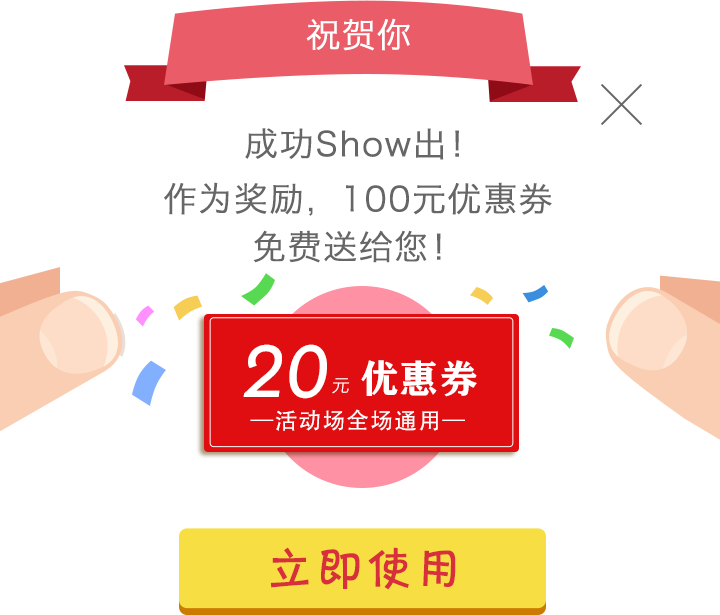 祝贺你
成功Show出！
作为奖励，100元优惠券
免费送给您！
20元 优惠券
—活动场全场通用—
立即使用